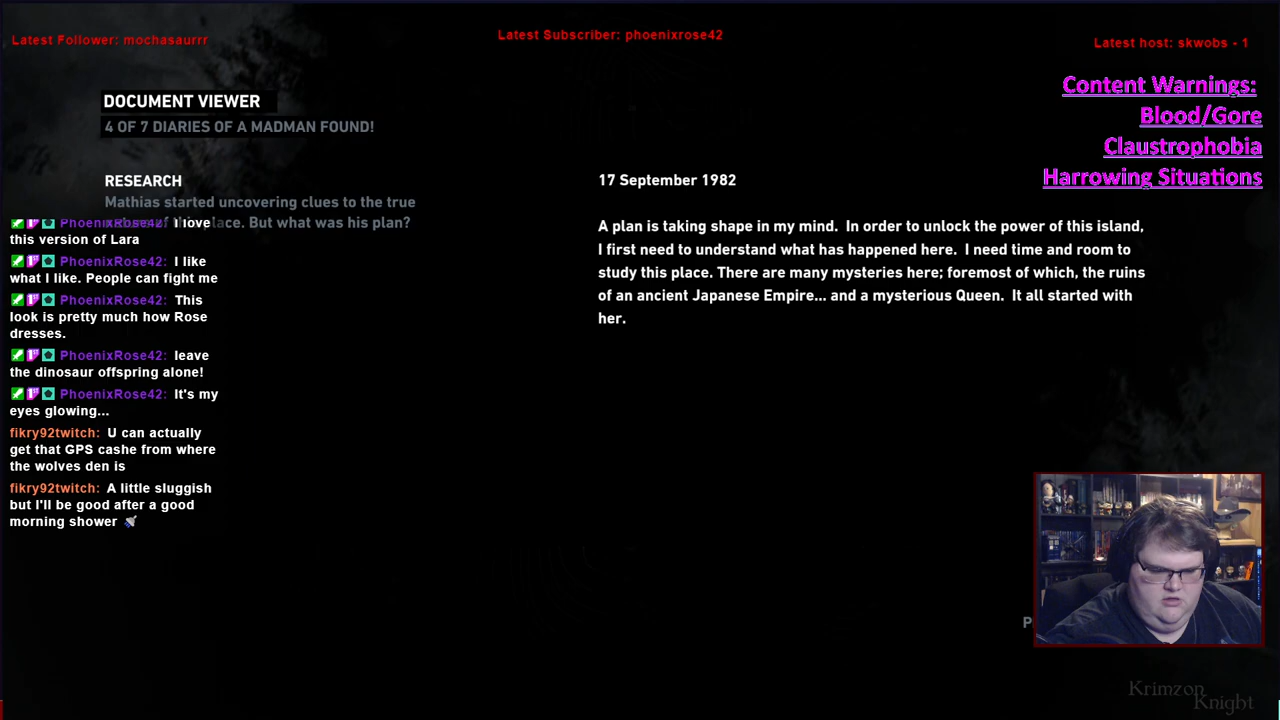 Latest Follower: mochasaurrr
Latest Subscriber: phoenixrose42
Latest host: skwobs - 1
Content Warnings:
Blood/Gore
Claustrophobia
Harrowing Situations
DOCUMENT VIEWER
4 OF 7 DIARIES OF A MADMAN FOUND!
RESEARCH
Mathias started uncovering clues to the true
lace. But what was his plan?
17 September 1982
A plan is taking shape in my mind. In order to unlock the power of this island,
I first need to understand what has happened here. I need time and room to
study this place. There are many mysteries here; foremost of which, the ruins
of an ancient Japanese Empire... and a mysterious Queen. It all started with
her.
PhoenixRose42: I love
this version of Lara
PhoenixRose42: I like
what I like. People can fight me
PhoenixRose42: This
look is pretty much how Rose
dresses.
PhoenixRose42: leave
the dinosaur offspring alone!
PhoenixRose42: It's my
eyes glowing...
fikry92twitch: U can actually
get that GPS cashe from where
the wolves den is
fikry92twitch: A little sluggish
but I'll be good after a good
morning shower
Krimzon
Knight